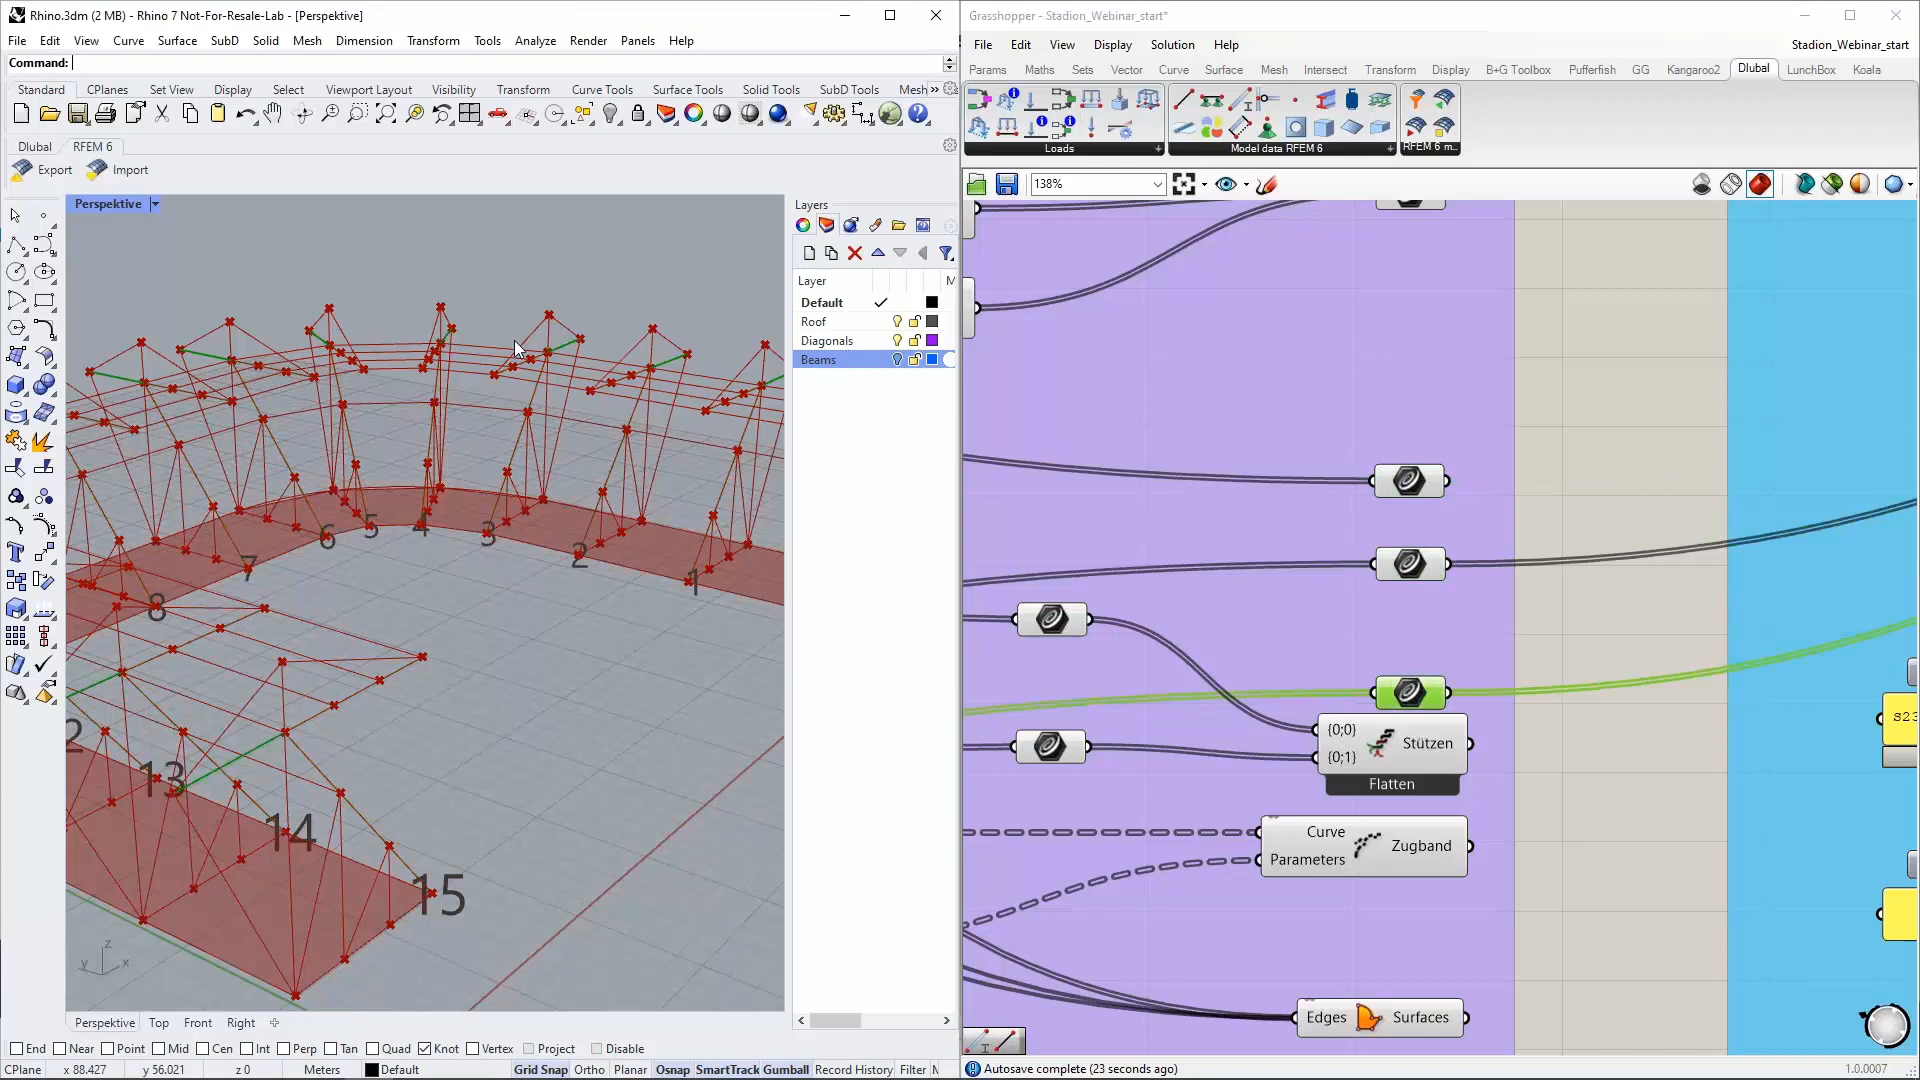 Rhino.3dm (2 MB) - Rhino 7 Not-For-Resale-Lab - [Perspektive]
File Edit View Curve Surface SubD Solid Mesh Dimension Transform Tools Analyze Render Panels Help
Command:
Standard CPlanes Set View Display Select Viewport Layout Visibility Transform Curve Tools Surface Tools Solid Tools SubD Tools Mesh
Dlubal RFEM 6
Export Import
Perspektive
1
2
3
4
5
6
7
8
2
13
14
15
z
y x
Layers
Layer M
Default
Roof
Diagonals
Beams
Perspektive Top Front Right
End Near Point Mid Cen Int Perp Tan Quad Knot Vertex Project Disable
CPlane x 88.427 y 56.021 z 0 Meters Default Grid Snap Ortho Planar Osnap SmartTrack Gumball Record History Filter
Grasshopper - Stadion_Webinar_start*
File Edit View Display Solution Help Stadion_Webinar_start
Params Maths Sets Vector Curve Surface Mesh Intersect Transform Display B+G Toolbox Pufferfish GG Kangaroo2 Dlubal LunchBox Koala
Loads Model data RFEM 6 RFEM 6 m..
138%
{0;0}
{0;1}
Stützen
Flatten
Curve
Parameters
Zugband
Edges Surfaces
S23
Autosave complete (23 seconds ago) 1.0.0007